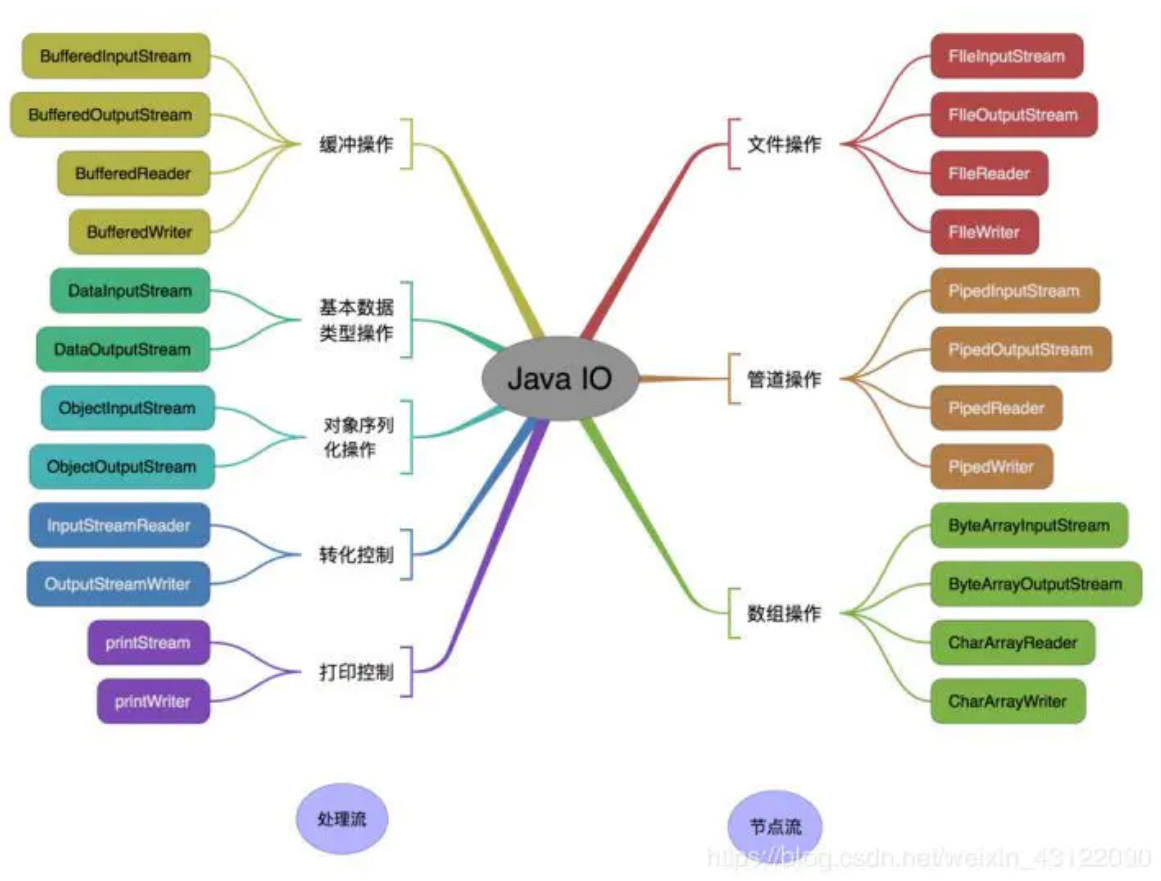 BufferedInputStream
BufferedOutputStream
BufferedReader
BufferedWriter
缓冲操作
DataInputStream
DataOutputStream
基本数据
类型操作
ObjectInputStream
ObjectOutputStream
对象序列
化操作
InputStreamReader
OutputStreamWriter
转化控制
printStream
printWriter
打印控制
处理流
Java IO
文件操作
FIleInputStream
FIleOutputStream
FIleReader
FIleWriter
管道操作
PipedInputStream
PipedOutputStream
PipedReader
PipedWriter
数组操作
ByteArrayInputStream
ByteArrayOutputStream
CharArrayReader
CharArrayWriter
节点流
https://blog.csdn.net/weixin_43122090